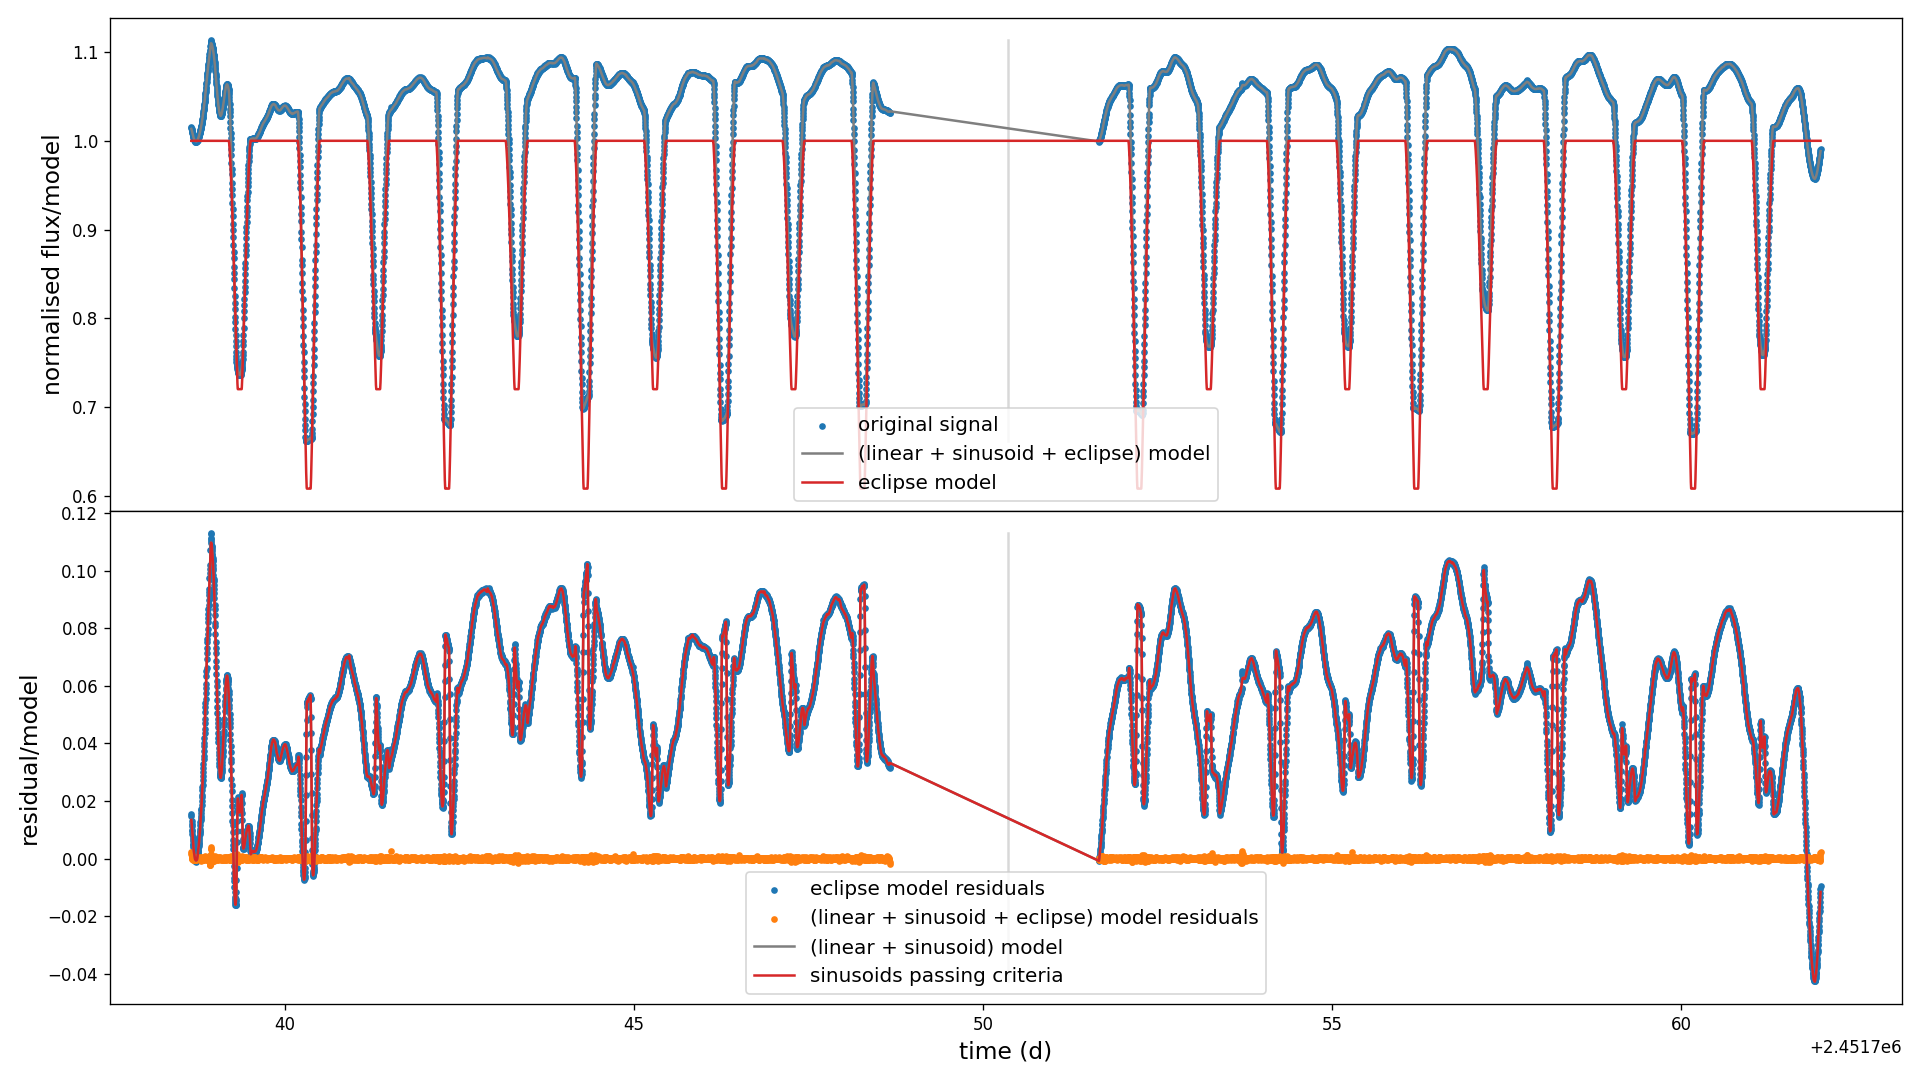 normalised flux/model
1.1
1.0
0.9
0.8
0.7
0.6
original signal
(linear + sinusoid + eclipse) model
eclipse model
residual/model
0.12
0.10
0.08
0.06
0.04
0.02
0.00
−0.02
−0.04
eclipse model residuals
(linear + sinusoid + eclipse) model residuals
(linear + sinusoid) model
sinusoids passing criteria
40
45
50
55
60
time (d)
+2.4517e6